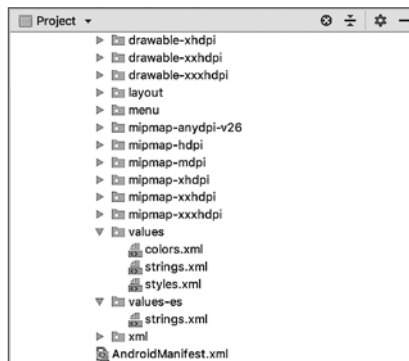 Project
drawable-xhdpi
drawable-xxhdpi
drawable-xxxhdpi
layout
menu
mipmap-anydpi-v26
mipmap-hdpi
mipmap-mdpi
mipmap-xhdpi
mipmap-xxhdpi
mipmap-xxxhdpi
values
colors.xml
strings.xml
styles.xml
values-es
strings.xml
xml
AndroidManifest.xml